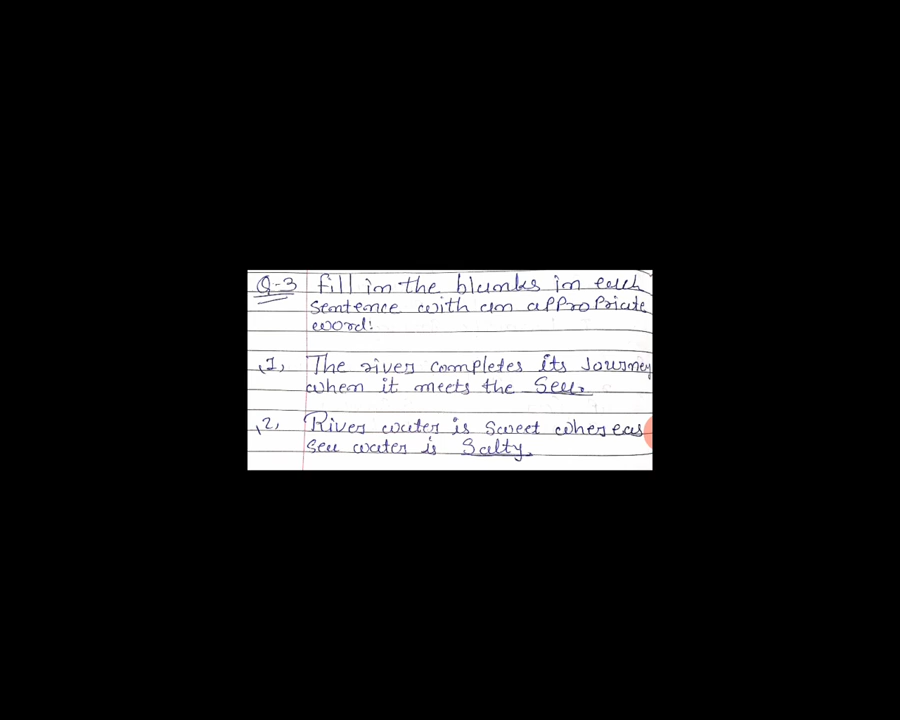 Q-3 fill in the blanks in each
sentence with an appropriate
word:
1, The river completes its Journey
when it meets the Sea.
2, River water is sweet whereas
sea water is Salty.